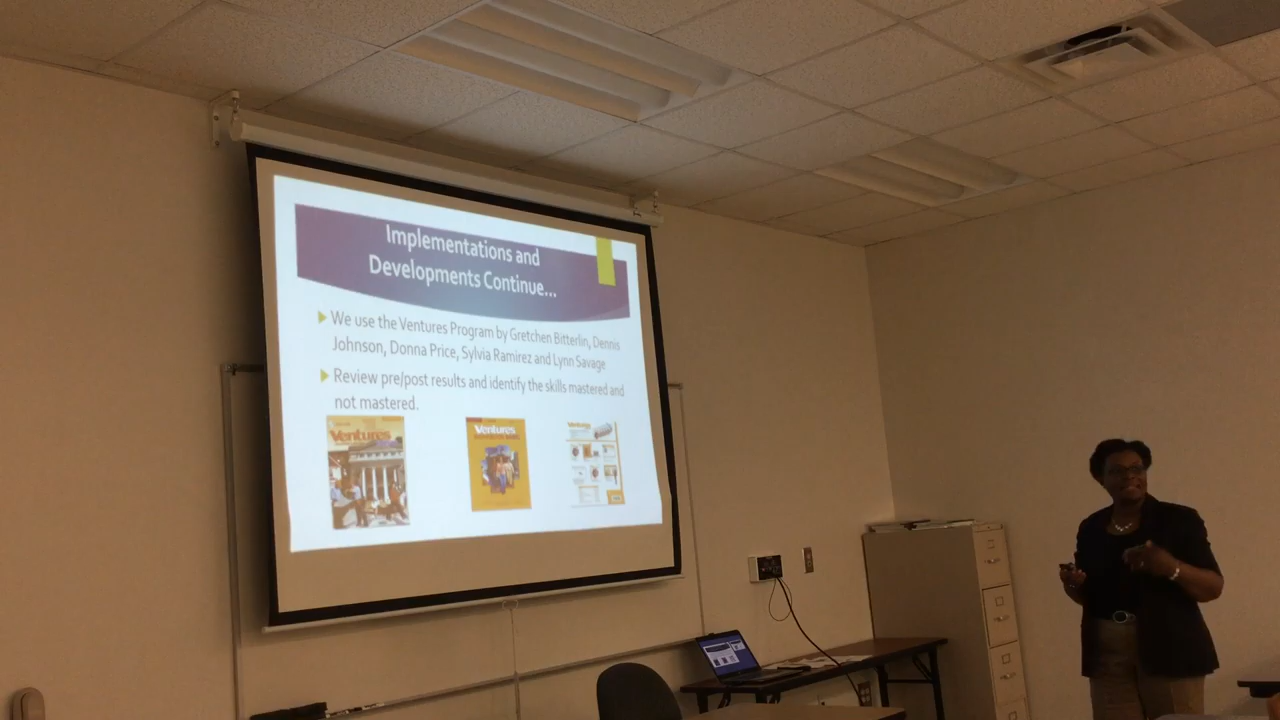 Implementations and
Developments Continue...
We use the Ventures Program by Gretchen Bitterlin, Dennis
Johnson, Donna Price, Sylvia Ramirez and Lynn Savage
Review pre/post results and identify the skills mastered and
not mastered.
Ventures
Ventures
Ventures